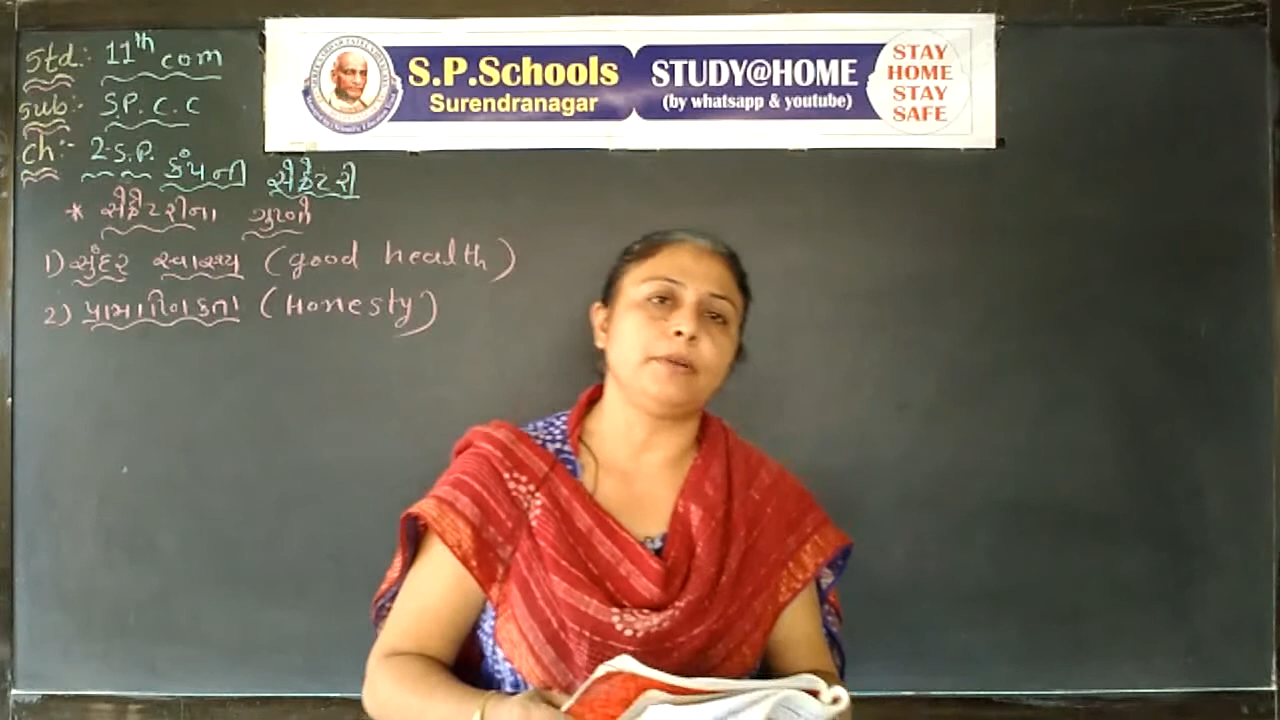 Std:- 11th com
Sub:- S.P.C.C
Ch:- 2 S.P. કંપની સેક્રેટરી
* સેક્રેટરીના ગુણો
1) સુંદર સ્વાસ્થ્ય (good health)
2) પ્રામાણિકતા (Honesty)
S.P.Schools
Surendranagar
STUDY@HOME
(by whatsapp & youtube)
STAY
HOME
STAY
SAFE